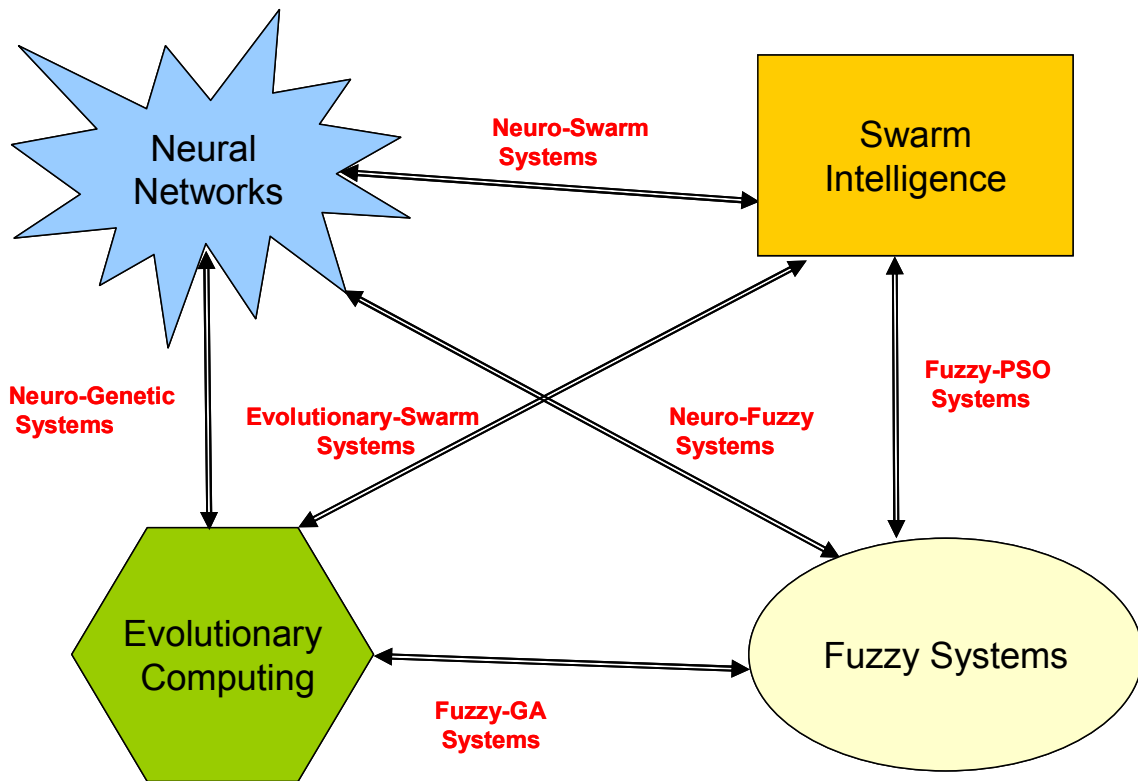 Neural
Networks
Neuro-Swarm
Systems
Swarm
Intelligence
Neuro-Genetic
Systems
Evolutionary-Swarm
Systems
Neuro-Fuzzy
Systems
Fuzzy-PSO
Systems
Evolutionary
Computing
Fuzzy-GA
Systems
Fuzzy Systems